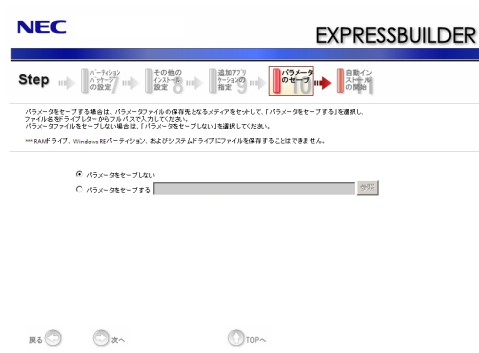 NEC
EXPRESSBUILDER
Step
パーティション
パッケージ
の設定
7
その他の
インストール
設定
8
追加アプリ
ケーションの
指定
9
パラメータ
のセーブ
10
自動イン
ストール
の開始
11
パラメータをセーブする場合は、パラメータファイルの保存先となるメディアをセットして、「パラメータをセーブする」を選択し、
ファイル名をドライブレターからフルパスで入力してください。
パラメータファイルをセーブしない場合は、「パラメータをセーブしない」を選択してください。
***RAMドライブ、Windows REパーティション、およびシステムドライブにファイルを保存することはできません。
パラメータをセーブしない
パラメータをセーブする
参照
戻る
次へ
TOPへ